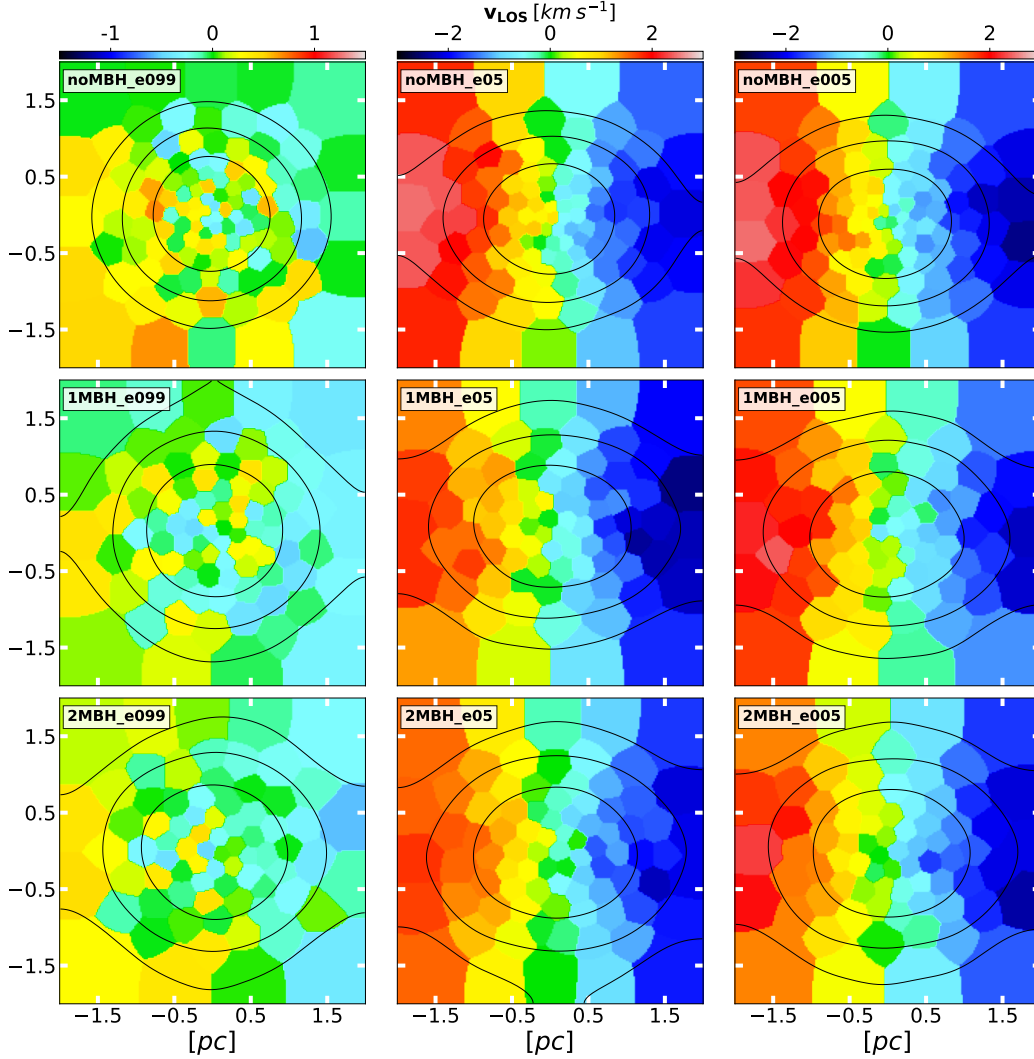 v_LOS [km s⁻¹]
−1 0 1 −2 0 2 −2 0 2
noMBH_e099 noMBH_e05 noMBH_e005
1.5
0.5
−0.5
−1.5
1MBH_e099 1MBH_e05 1MBH_e005
1.5
0.5
−0.5
−1.5
2MBH_e099 2MBH_e05 2MBH_e005
1.5
0.5
−0.5
−1.5
−1.5 −0.5 0.5 1.5 −1.5 −0.5 0.5 1.5 −1.5 −0.5 0.5 1.5
[pc] [pc] [pc]